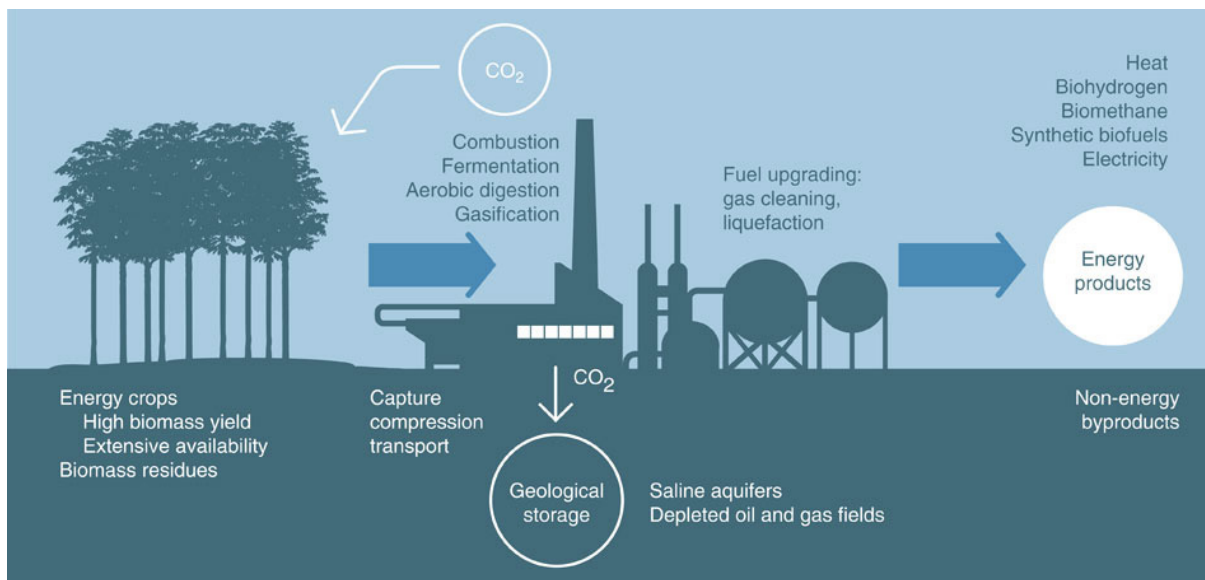 CO₂
Combustion
Fermentation
Aerobic digestion
Gasification
Fuel upgrading:
gas cleaning,
liquefaction
Heat
Biohydrogen
Biomethane
Synthetic biofuels
Electricity
Energy
products
Energy crops
High biomass yield
Extensive availability
Biomass residues
Capture
compression
transport
CO₂
Geological
storage
Saline aquifers
Depleted oil and gas fields
Non-energy
byproducts